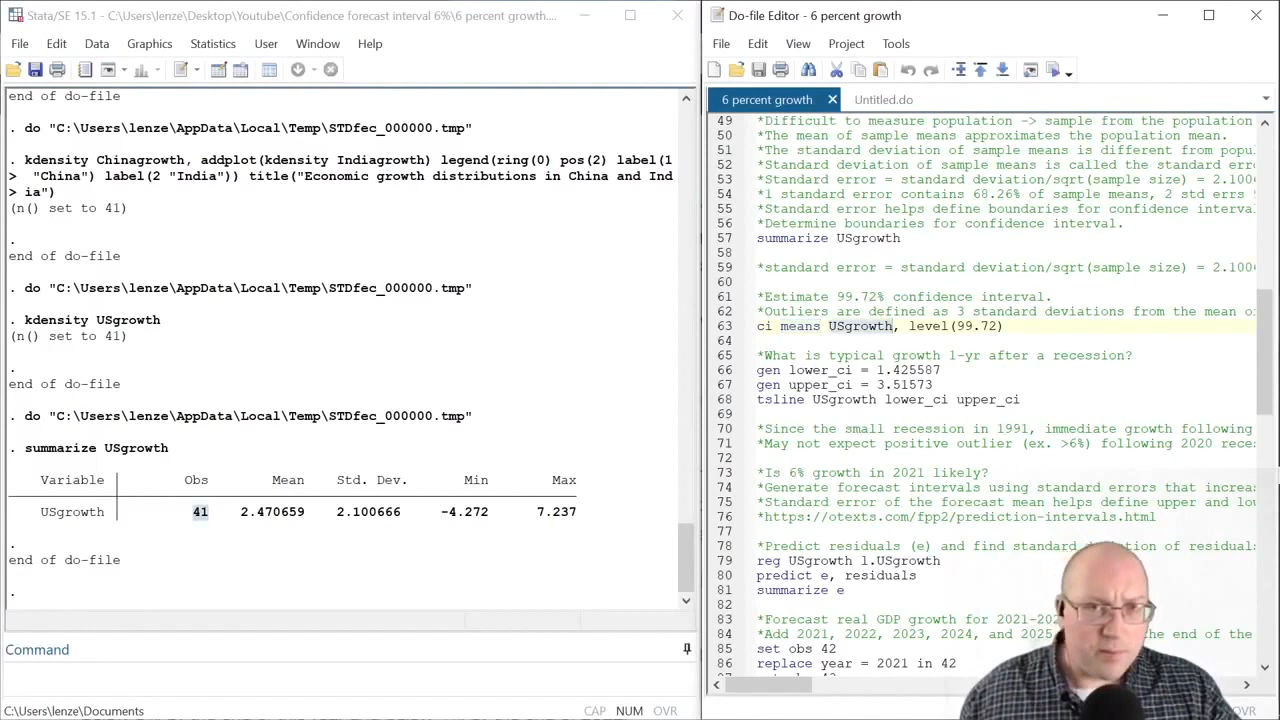 Stata/SE 15.1 - C:\Users\lenze\Desktop\Youtube\Confidence forecast interval 6%\6 percent growth....
File Edit Data Graphics Statistics User Window Help
end of do-file
. do "C:\Users\lenze\AppData\Local\Temp\STDfec_000000.tmp"
. kdensity Chinagrowth, addplot(kdensity Indiagrowth) legend(ring(0) pos(2) label(1
> "China") label(2 "India")) title("Economic growth distributions in China and Ind
> ia")
(n() set to 41)
.
end of do-file
. do "C:\Users\lenze\AppData\Local\Temp\STDfec_000000.tmp"
. kdensity USgrowth
(n() set to 41)
.
end of do-file
. do "C:\Users\lenze\AppData\Local\Temp\STDfec_000000.tmp"
. summarize USgrowth
Variable Obs Mean Std. Dev. Min Max
USgrowth 41 2.470659 2.100666 -4.272 7.237
.
end of do-file
.
Command
C:\Users\lenze\Documents
CAP NUM OVR
Do-file Editor - 6 percent growth
File Edit View Project Tools
6 percent growth Untitled.do
49 *Difficult to measure population -> sample from the population
50 *The mean of sample means approximates the population mean.
51 *The standard deviation of sample means is different from popul
52 *Standard deviation of sample means is called the standard erro
53 *Standard error = standard deviation/sqrt(sample size) = 2.1006
54 *1 standard error contains 68.26% of sample means, 2 std errs
55 *Standard error helps define boundaries for confidence interval
56 *Determine boundaries for confidence interval.
57 summarize USgrowth
58
59 *standard error = standard deviation/sqrt(sample size) = 2.1006
60
61 *Estimate 99.72% confidence interval.
62 *Outliers are defined as 3 standard deviations from the mean or
63 ci means USgrowth, level(99.72)
64
65 *What is typical growth 1-yr after a recession?
66 gen lower_ci = 1.425587
67 gen upper_ci = 3.51573
68 tsline USgrowth lower_ci upper_ci
69
70 *Since the small recession in 1991, immediate growth following
71 *May not expect positive outlier (ex. >6%) following 2020 rece
72
73 *Is 6% growth in 2021 likely?
74 *Generate forecast intervals using standard errors that increa
75 *Standard error of the forecast mean helps define upper and low
76 *https://otexts.com/fpp2/prediction-intervals.html
77
78 *Predict residuals (e) and find standard deviation of residuals
79 reg USgrowth l.USgrowth
80 predict e, residuals
81 summarize e
82
83 *Forecast real GDP growth for 2021-202
84 *Add 2021, 2022, 2023, 2024, and 2025 the end of the
85 set obs 42
86 replace year = 2021 in 42
OVR